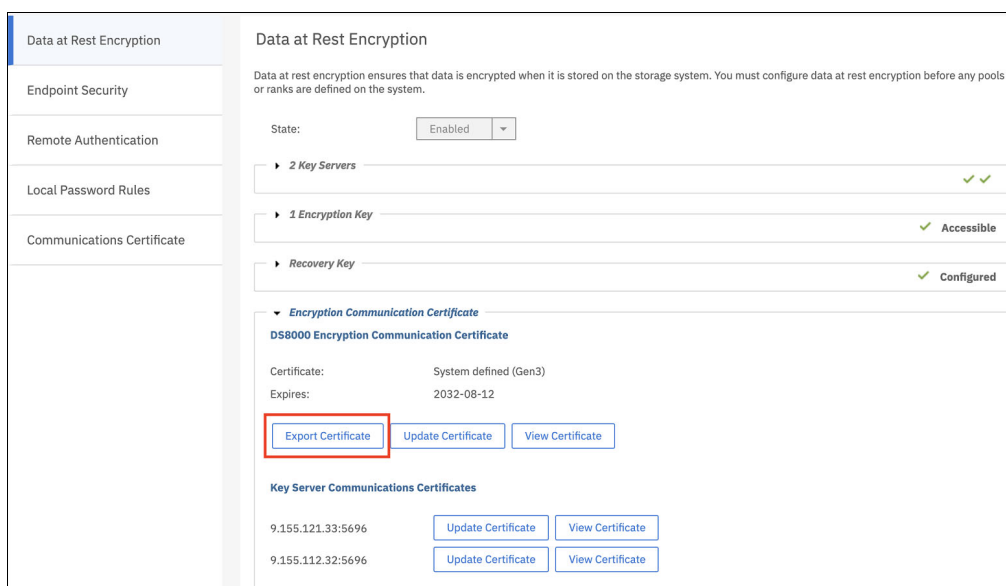 Data at Rest Encryption
Endpoint Security
Remote Authentication
Local Password Rules
Communications Certificate
Data at Rest Encryption
Data at rest encryption ensures that data is encrypted when it is stored on the storage system. You must configure data at rest encryption before any pools
or ranks are defined on the system.
State: Enabled
2 Key Servers
1 Encryption Key
Accessible
Recovery Key
Configured
Encryption Communication Certificate
DS8000 Encryption Communication Certificate
Certificate: System defined (Gen3)
Expires: 2032-08-12
Export Certificate Update Certificate View Certificate
Key Server Communications Certificates
9.155.121.33:5696 Update Certificate View Certificate
9.155.112.32:5696 Update Certificate View Certificate